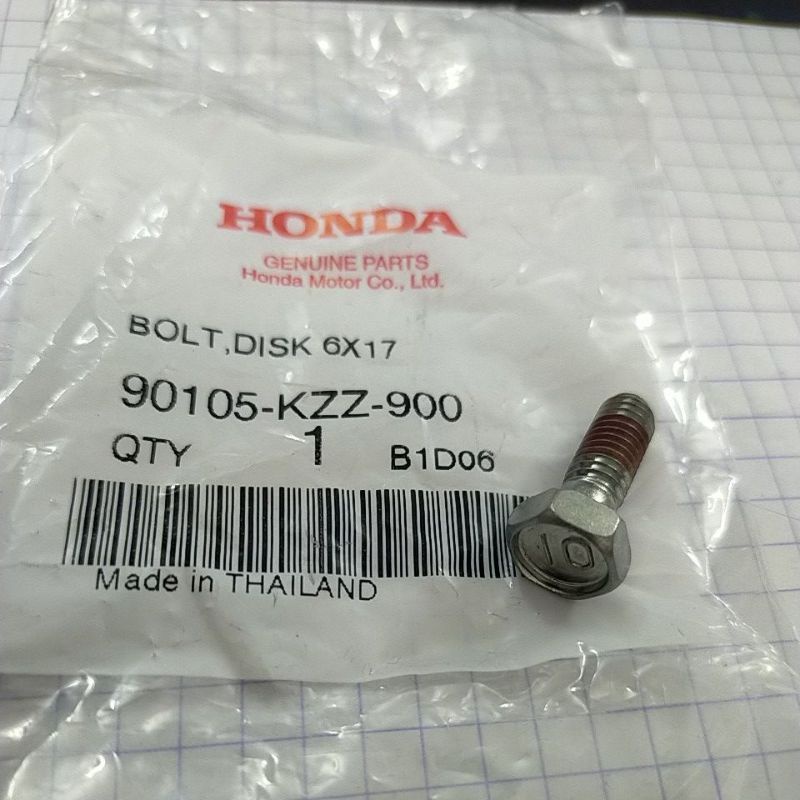 HONDA
GENUINE PARTS
Honda Motor Co., Ltd.
BOLT,DISK 6X17
90105-KZZ-900
QTY 1 B1D06
Made in THAILAND
10